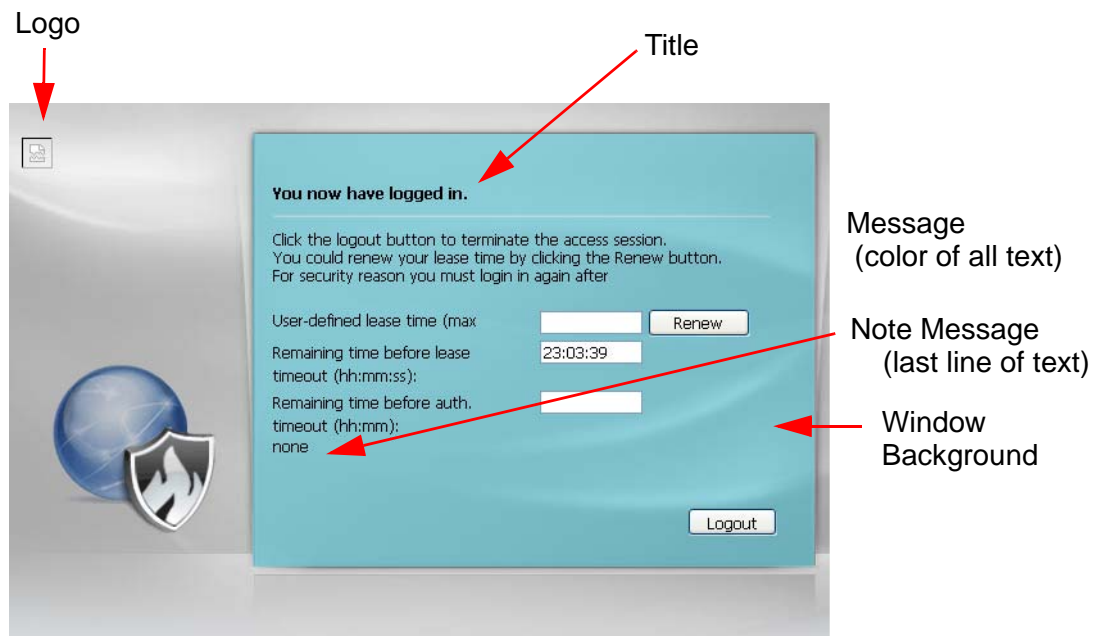 Logo
Title
You now have logged in.
Click the logout button to terminate the access session.
You could renew your lease time by clicking the Renew button.
For security reason you must login in again after
Message
(color of all text)
User-defined lease time (max
Renew
Note Message
(last line of text)
Remaining time before lease
23:03:39
timeout (hh:mm:ss):
Remaining time before auth.
timeout (hh:mm):
none
Window
Background
Logout